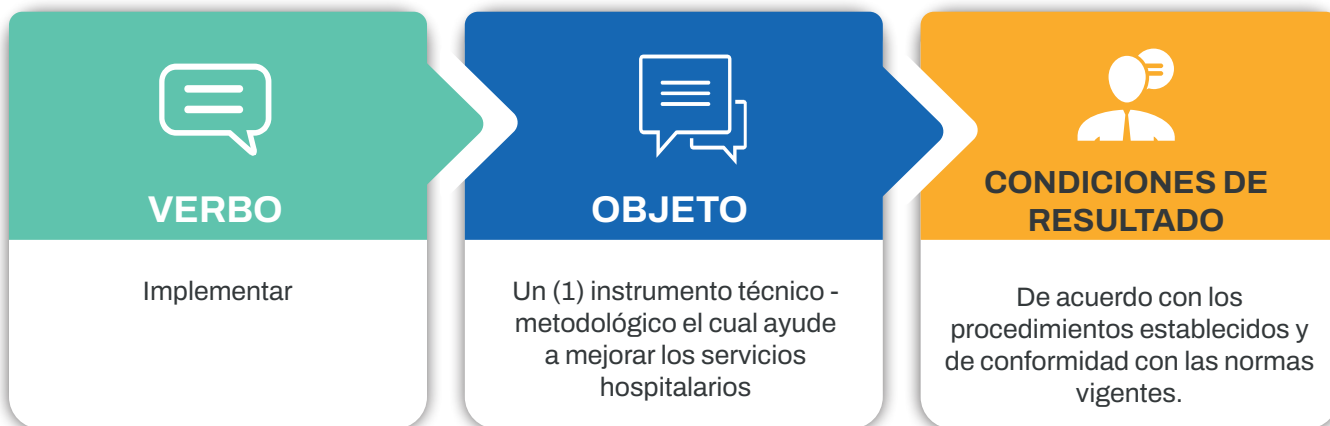 VERBO
Implementar
OBJETO
Un (1) instrumento técnico -
metodológico el cual ayude
a mejorar los servicios
hospitalarios
CONDICIONES DE
RESULTADO
De acuerdo con los
procedimientos establecidos y
de conformidad con las normas
vigentes.